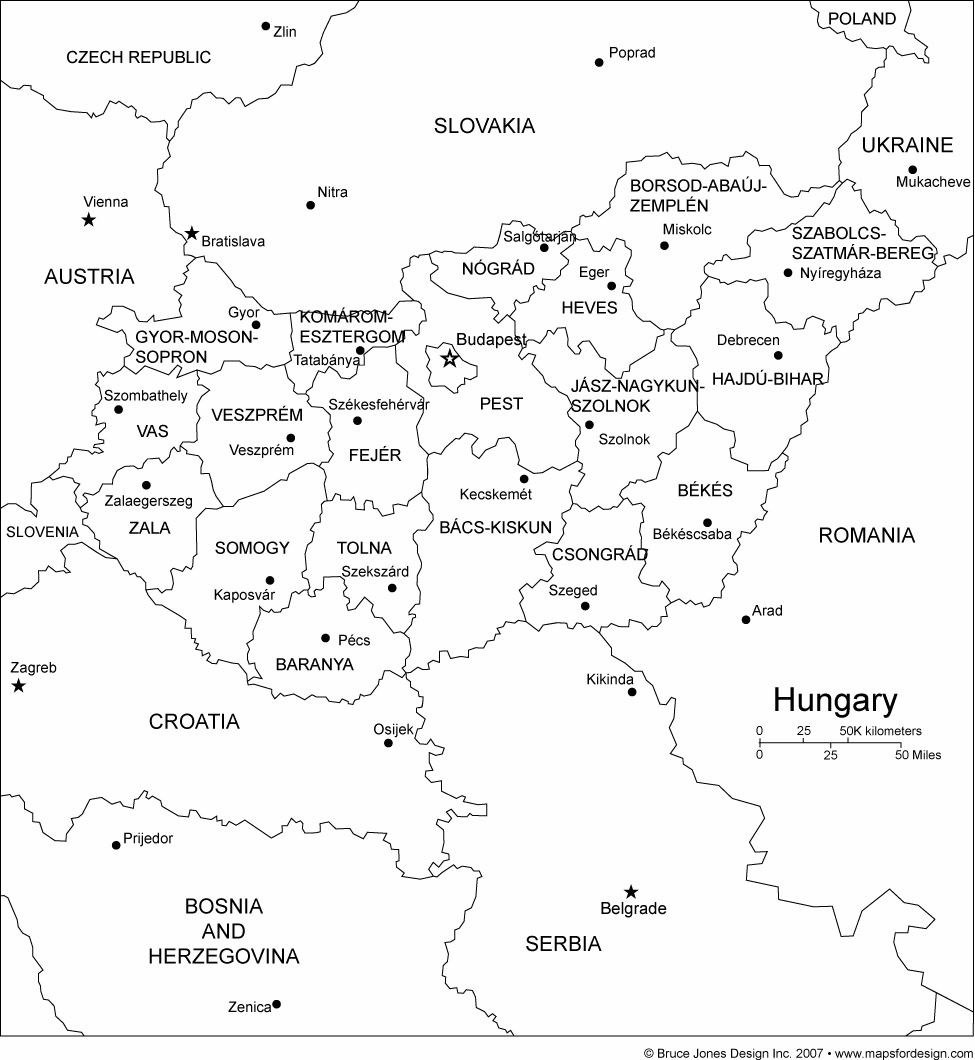 POLAND
Zlin
CZECH REPUBLIC
Poprad
SLOVAKIA
UKRAINE
Mukacheve
BORSOD-ABAÚJ-
ZEMPLÉN
Nitra
Vienna
Miskolc
SZABOLCS-
SZATMÁR-BEREG
Salgótarján
Bratislava
NÓGRÁD
Eger
Nyíregyháza
AUSTRIA
HEVES
Gyor
KOMÁROM-
ESZTERGOM
GYOR-MOSON-
SOPRON
Budapest
Debrecen
Tatabánya
HAJDÚ-BIHAR
JÁSZ-NAGYKUN-
SZOLNOK
Szombathely
Székesfehérvár
PEST
VESZPRÉM
VAS
Szolnok
Veszprém
FEJÉR
Kecskemét
BÉKÉS
Zalaegerszeg
ZALA
BÁCS-KISKUN
SLOVENIA
Békéscsaba
ROMANIA
SOMOGY
TOLNA
CSONGRÁD
Szekszárd
Kaposvár
Szeged
Arad
Pécs
BARANYA
Zagreb
Kikinda
Hungary
CROATIA
Osijek
0 25 50K kilometers
0 25 50 Miles
Prijedor
BOSNIA
AND
HERZEGOVINA
Belgrade
SERBIA
Zenica
© Bruce Jones Design Inc. 2007 • www.mapsfordesign.com